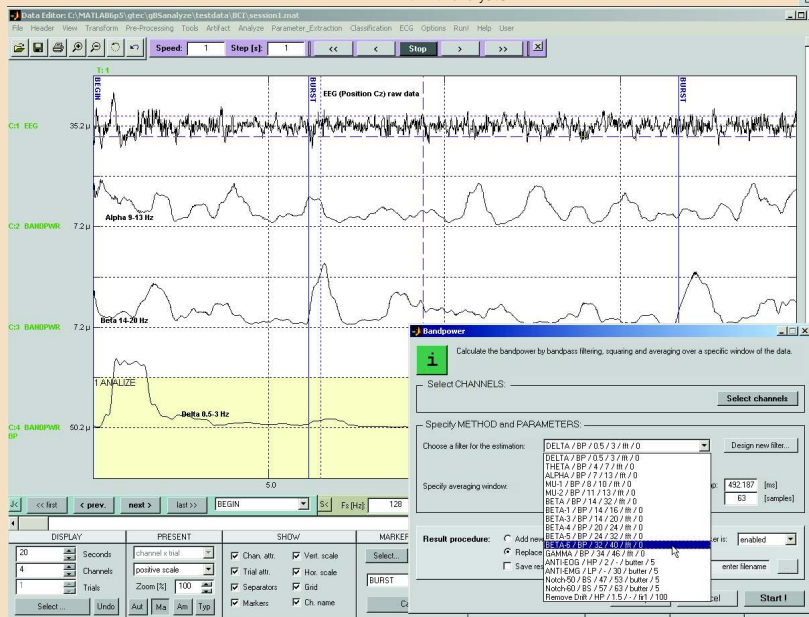 Data Editor: C:\MATLAB6p5\gtec\gBSanalyze\testdata\BCI\session1.mat
File Header View Transform Pre-Processing Tools Artifact Analyze Parameter_Extraction Classification ECG Options Run! Help User
Speed: 1 Step [s]: 1 << < Stop > >> X
T: 1
BEGIN
BURST
BURST
EEG (Position Cz) raw data
C:1 EEG
35.2 µ
Alpha 9-13 Hz
C:2 BANDPWR
7.2 µ
Beta 14-20 Hz
C:3 BANDPWR
7.2 µ
1 ANALIZE
Delta 0.5-3 Hz
C:4 BANDPWR
BP
50.2 µ
5.0
Bandpower
i
Calculate the bandpower by bandpass filtering, squaring and averaging over a specific window of the data.
Select CHANNELS:
Select channels
Specify METHOD and PARAMETERS:
Choose a filter for the estimation:
DELTA / BP / 0.5 / 3 / fft / 0
Design new filter...
DELTA / BP / 0.5 / 3 / fft / 0
THETA / BP / 4 / 7 / fft / 0
ALPHA / BP / 7 / 13 / fft / 0
MU-1 / BP / 8 / 10 / fft / 0
MU-2 / BP / 11 / 13 / fft / 0
BETA / BP / 14 / 32 / fft / 0
BETA-1 / BP / 14 / 16 / fft / 0
BETA-3 / BP / 14 / 20 / fft / 0
BETA-4 / BP / 20 / 24 / fft / 0
BETA-5 / BP / 24 / 32 / fft / 0
BETA-6 / BP / 32 / 40 / fft / 0
GAMMA / BP / 34 / 46 / fft / 0
ANTI-EOG / HP / 2 / - / butter / 5
ANTI-EMG / LP / - / 30 / butter / 5
Notch-50 / BS / 47 / 53 / butter / 5
Notch-60 / BS / 57 / 63 / butter / 5
Remove Drift / HP / 1.5 / - / fir1 / 100
Specify averaging window:
492.187 [ms]
63 [samples]
Result procedure:
Add new
Replace
Save res
er is: enabled
enter filename
cel
Start !
<< first < prev. next > last >> BEGIN S< Fs [Hz]: 128
DISPLAY PRESENT SHOW MARKER
20 Seconds
4 Channels
1 Trials
Select ... Undo
channel x trial
positive scale
Zoom [%] 100
Aut Ma Am Typ
Chan. attr. Vert. scale
Trial attr. Hor. scale
Separators Grid
Markers Ch. name
Select...
BURST